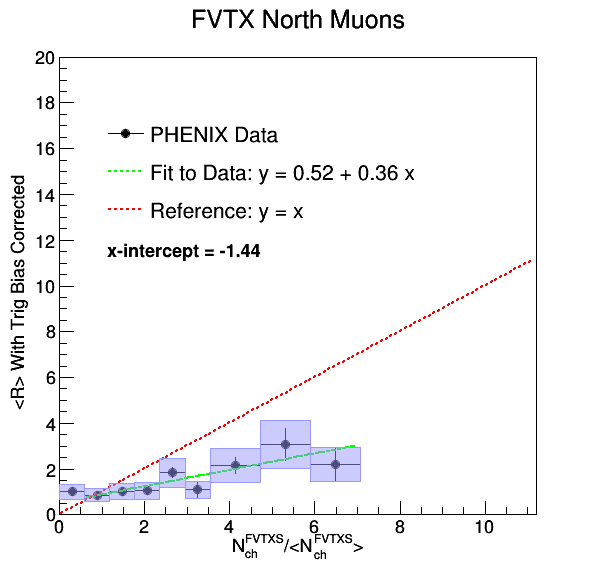 FVTX North Muons
<R> With Trig Bias Corrected
20
18
16
14
12
10
8
6
4
2
0
PHENIX Data
Fit to Data: y = 0.52 + 0.36 x
Reference: y = x
x-intercept = -1.44
0 2 4 6 8 10
N_ch^FVTXS/<N_ch^FVTXS>